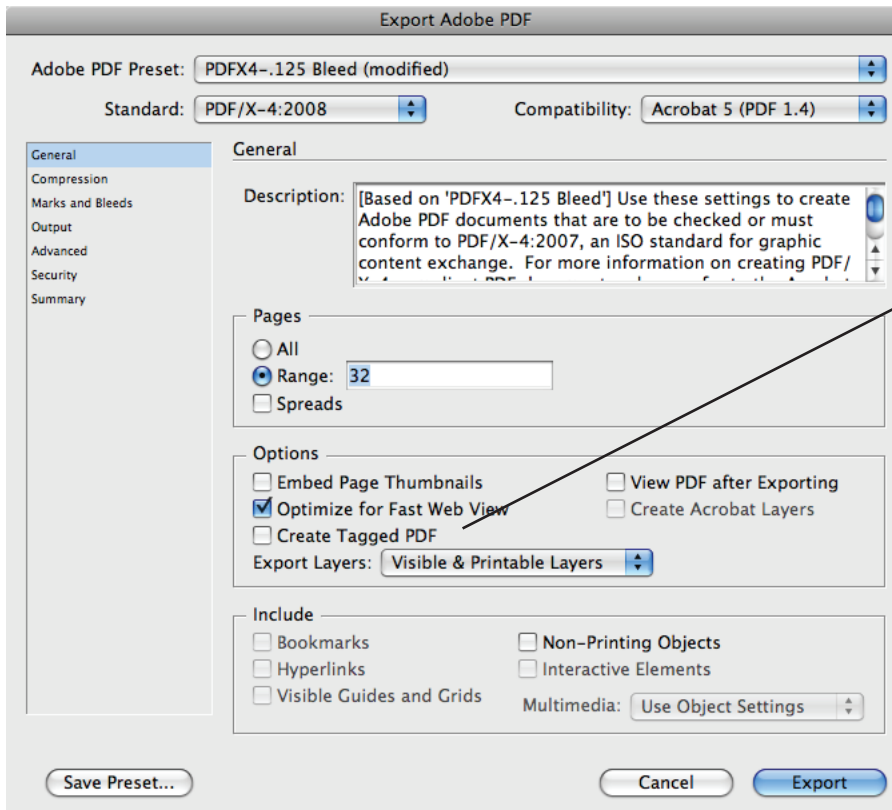 Export Adobe PDF
Adobe PDF Preset: PDFX4-.125 Bleed (modified)
Standard: PDF/X-4:2008 Compatibility: Acrobat 5 (PDF 1.4)
General
Compression
Marks and Bleeds
Output
Advanced
Security
Summary
General
Description: [Based on 'PDFX4-.125 Bleed'] Use these settings to create
Adobe PDF documents that are to be checked or must
conform to PDF/X-4:2007, an ISO standard for graphic
content exchange.  For more information on creating PDF/
Pages
All
Range: 32
Spreads
Options
Embed Page Thumbnails View PDF after Exporting
Optimize for Fast Web View Create Acrobat Layers
Create Tagged PDF
Export Layers: Visible & Printable Layers
Include
Bookmarks Non-Printing Objects
Hyperlinks Interactive Elements
Visible Guides and Grids Multimedia: Use Object Settings
Save Preset... Cancel Export